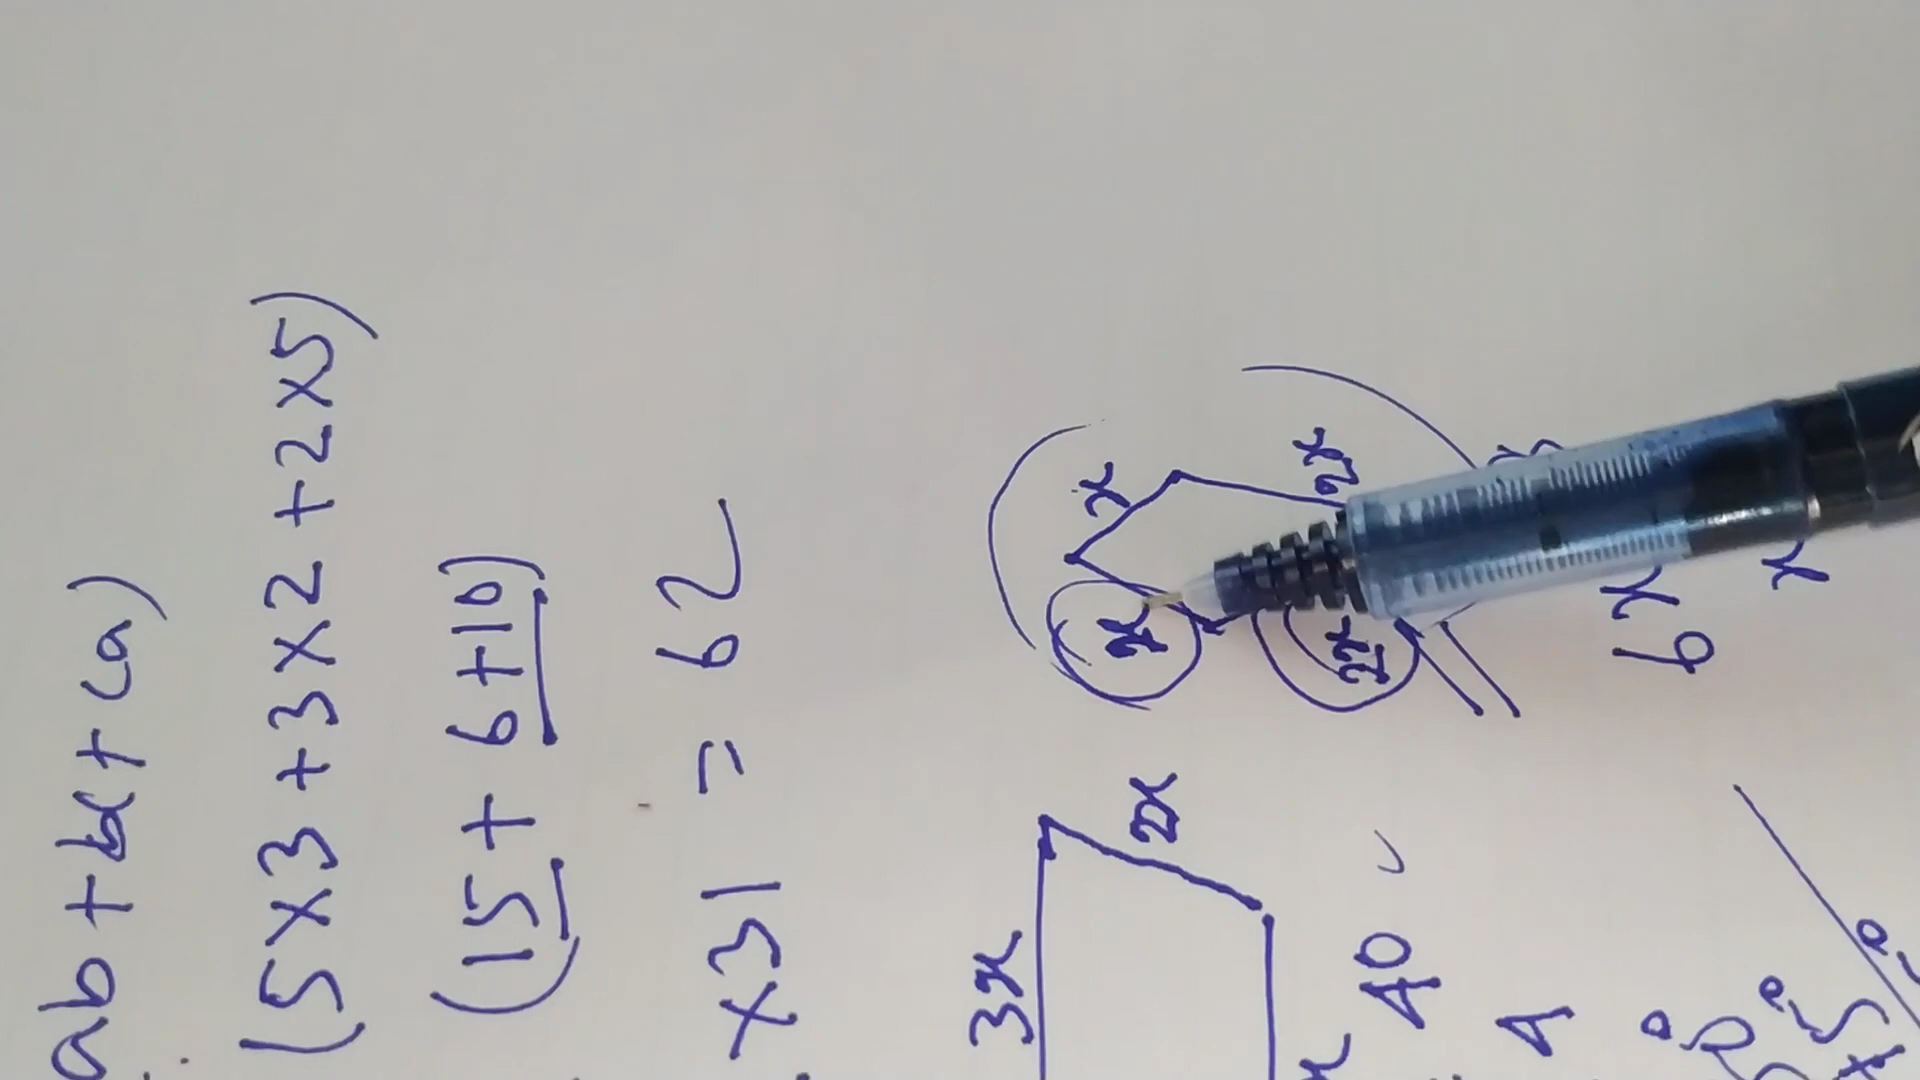 ab + bc + ca)
(5×3 + 3×2 + 2×5)
(15 + 6+10)
×31 = 62
x
2x
x
2x
3x
2x
40
6x
x
x
4